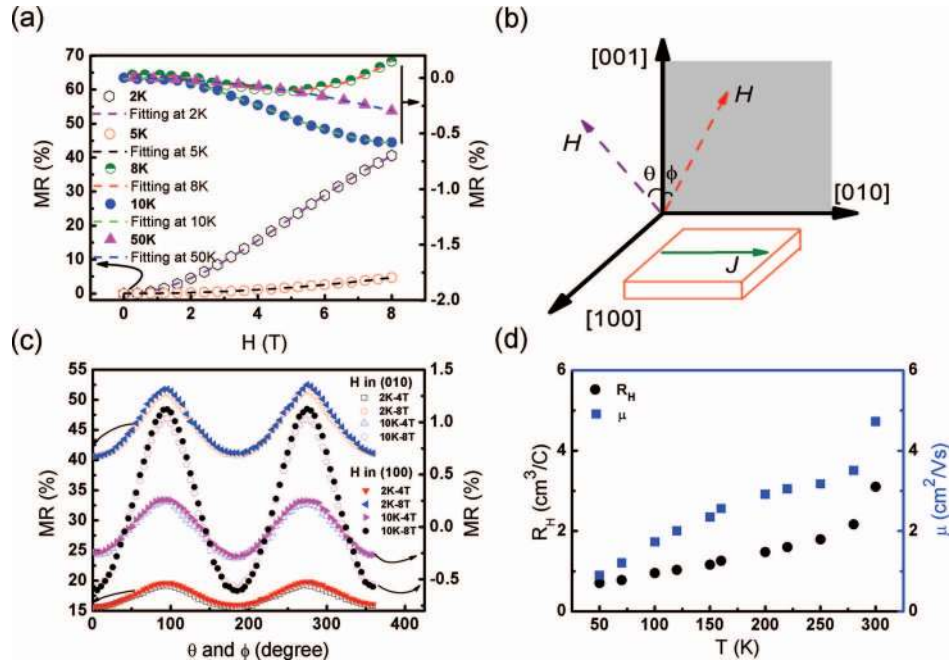 (a)
70
60
50
40
30
20
10
0
MR (%)
2K
Fitting at 2K
5K
Fitting at 5K
8K
Fitting at 8K
10K
Fitting at 10K
50K
Fitting at 50K
0.0
-0.5
-1.0
-1.5
-2.0
MR (%)
0 2 4 6 8
H (T)
(b)
[001]
H
H
θ ϕ
[010]
J
[100]
(c)
55
50
45
40
35
30
25
20
15
MR (%)
H in (010)
2K-4T
2K-8T
10K-4T
10K-8T
H in (100)
2K-4T
2K-8T
10K-4T
10K-8T
1.5
1.0
0.5
0.0
-0.5
MR (%)
0 100 200 300 400
θ and ϕ (degree)
(d)
6
4
2
0
R_H (cm³/C)
R_H
μ
6
5
4
3
2
1
0
μ (cm²/Vs)
50 100 150 200 250 300
T (K)